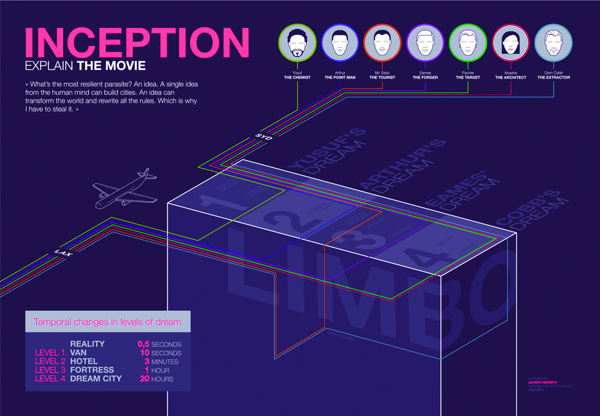 INCEPTION
EXPLAIN THE MOVIE
« What's the most resilient parasite? An idea. A single idea
from the human mind can build cities. An idea can
transform the world and rewrite all the rules. Which is why
I have to steal it. »
Yusuf
THE CHEMIST
Arthur
THE POINT MAN
Mr. Saito
THE TOURIST
Eames
THE FORGER
Fischer
THE TARGET
Ariadne
THE ARCHITECT
Dom Cobb
THE EXTRACTOR
SYD
YUSUF'S
DREAM
ARTHUR'S
DREAM
EAMES'
DREAM
COBB'S
DREAM
1
2
3
4
LIMBO
LAX
Temporal changes in levels of dream
REALITY 0,5 SECONDS
LEVEL 1 VAN 10 SECONDS
LEVEL 2 HOTEL 3 MINUTES
LEVEL 3 FORTRESS 1 HOUR
LEVEL 4 DREAM CITY 20 HOURS